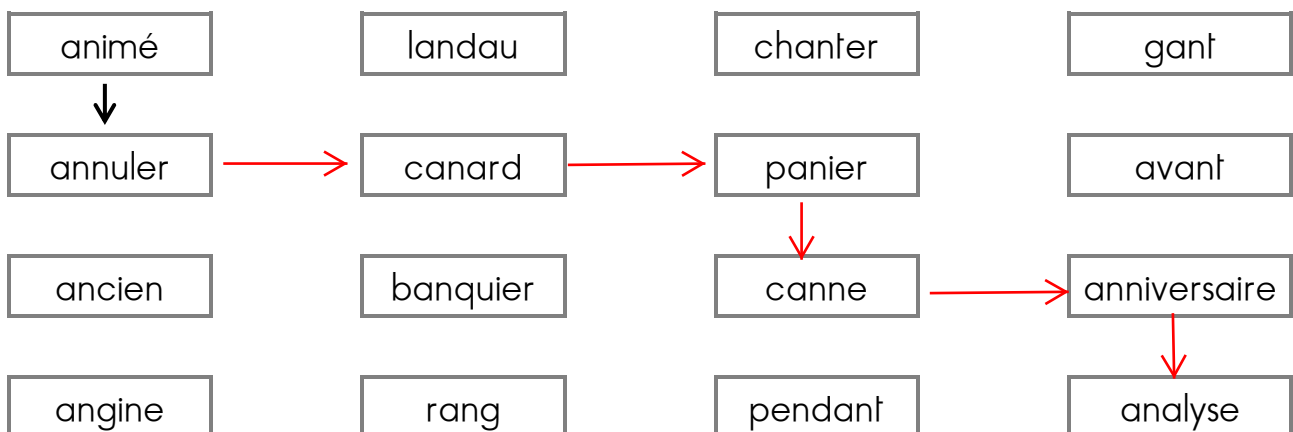 animé landau chanter gant
annuler canard panier avant
ancien banquier canne anniversaire
angine rang pendant analyse